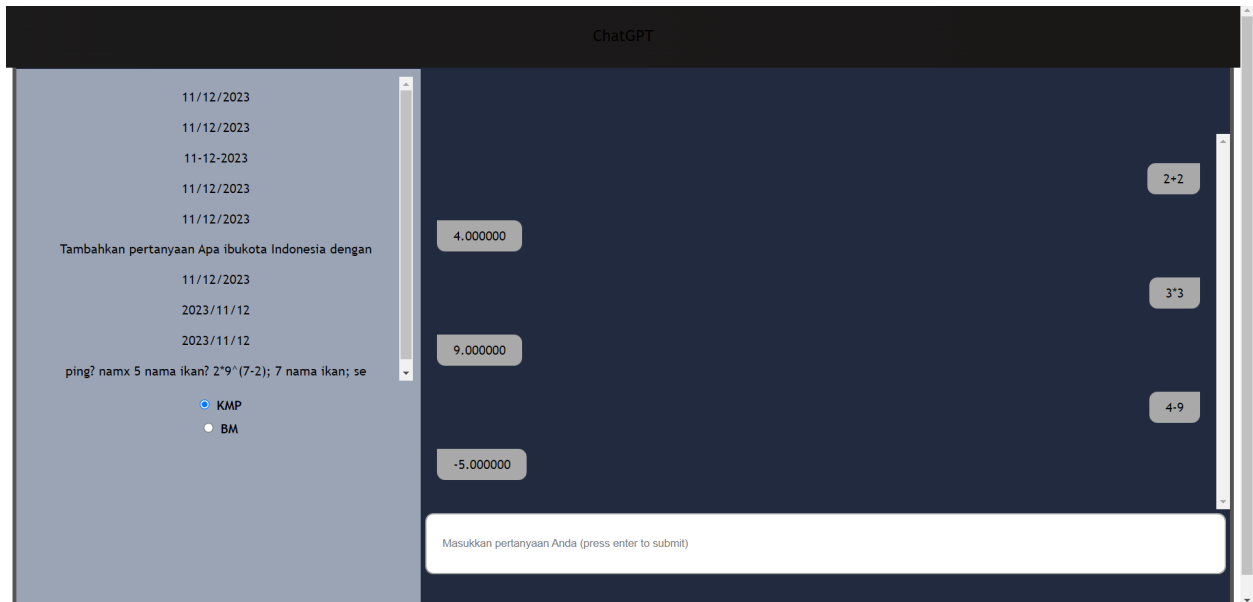 ChatGPT
11/12/2023
11/12/2023
11-12-2023
11/12/2023
11/12/2023
Tambahkan pertanyaan Apa ibukota Indonesia dengan
11/12/2023
2023/11/12
2023/11/12
ping? namx 5 nama ikan? 2*9^(7-2); 7 nama ikan; se
KMP
BM
2+2
4.000000
3*3
9.000000
4-9
-5.000000
Masukkan pertanyaan Anda (press enter to submit)